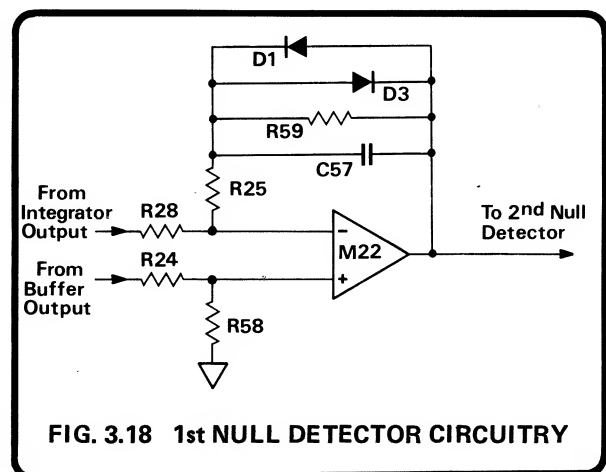 D1
D3
R59
C57
R25
From
Integrator
Output
R28
From
Buffer
Output
R24
R58
-
+
M22
To 2nd Null
Detector
FIG. 3.18 1st NULL DETECTOR CIRCUITRY